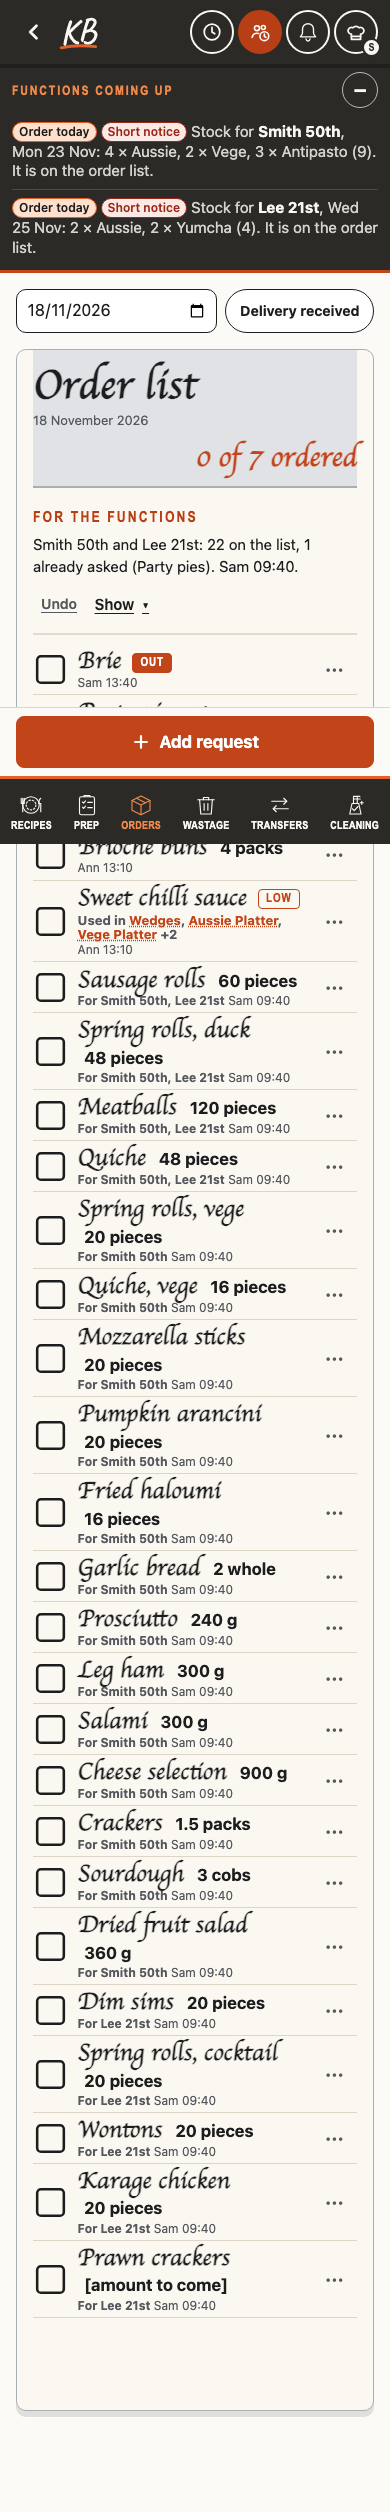 KB
S
FUNCTIONS COMING UP
Order today Short notice Stock for Smith 50th,
Mon 23 Nov: 4 × Aussie, 2 × Vege, 3 × Antipasto (9).
It is on the order list.
Order today Short notice Stock for Lee 21st, Wed
25 Nov: 2 × Aussie, 2 × Yumcha (4). It is on the order
list.
18/11/2026
Delivery received
Order list
18 November 2026
0 of 7 ordered
FOR THE FUNCTIONS
Smith 50th and Lee 21st: 22 on the list, 1
already asked (Party pies). Sam 09:40.
Undo Show ▾
Brie OUT
Sam 13:40
+ Add request
RECIPES PREP ORDERS WASTAGE TRANSFERS CLEANING
Brioche buns 4 packs
Ann 13:10
Sweet chilli sauce LOW
Used in Wedges, Aussie Platter,
Vege Platter +2
Ann 13:10
Sausage rolls 60 pieces
For Smith 50th, Lee 21st Sam 09:40
Spring rolls, duck
48 pieces
For Smith 50th, Lee 21st Sam 09:40
Meatballs 120 pieces
For Smith 50th, Lee 21st Sam 09:40
Quiche 48 pieces
For Smith 50th, Lee 21st Sam 09:40
Spring rolls, vege
20 pieces
For Smith 50th Sam 09:40
Quiche, vege 16 pieces
For Smith 50th Sam 09:40
Mozzarella sticks
20 pieces
For Smith 50th Sam 09:40
Pumpkin arancini
20 pieces
For Smith 50th Sam 09:40
Fried haloumi
16 pieces
For Smith 50th Sam 09:40
Garlic bread 2 whole
For Smith 50th Sam 09:40
Prosciutto 240 g
For Smith 50th Sam 09:40
Leg ham 300 g
For Smith 50th Sam 09:40
Salami 300 g
For Smith 50th Sam 09:40
Cheese selection 900 g
For Smith 50th Sam 09:40
Crackers 1.5 packs
For Smith 50th Sam 09:40
Sourdough 3 cobs
For Smith 50th Sam 09:40
Dried fruit salad
360 g
For Smith 50th Sam 09:40
Dim sims 20 pieces
For Lee 21st Sam 09:40
Spring rolls, cocktail
20 pieces
For Lee 21st Sam 09:40
Wontons 20 pieces
For Lee 21st Sam 09:40
Karage chicken
20 pieces
For Lee 21st Sam 09:40
Prawn crackers
[amount to come]
For Lee 21st Sam 09:40